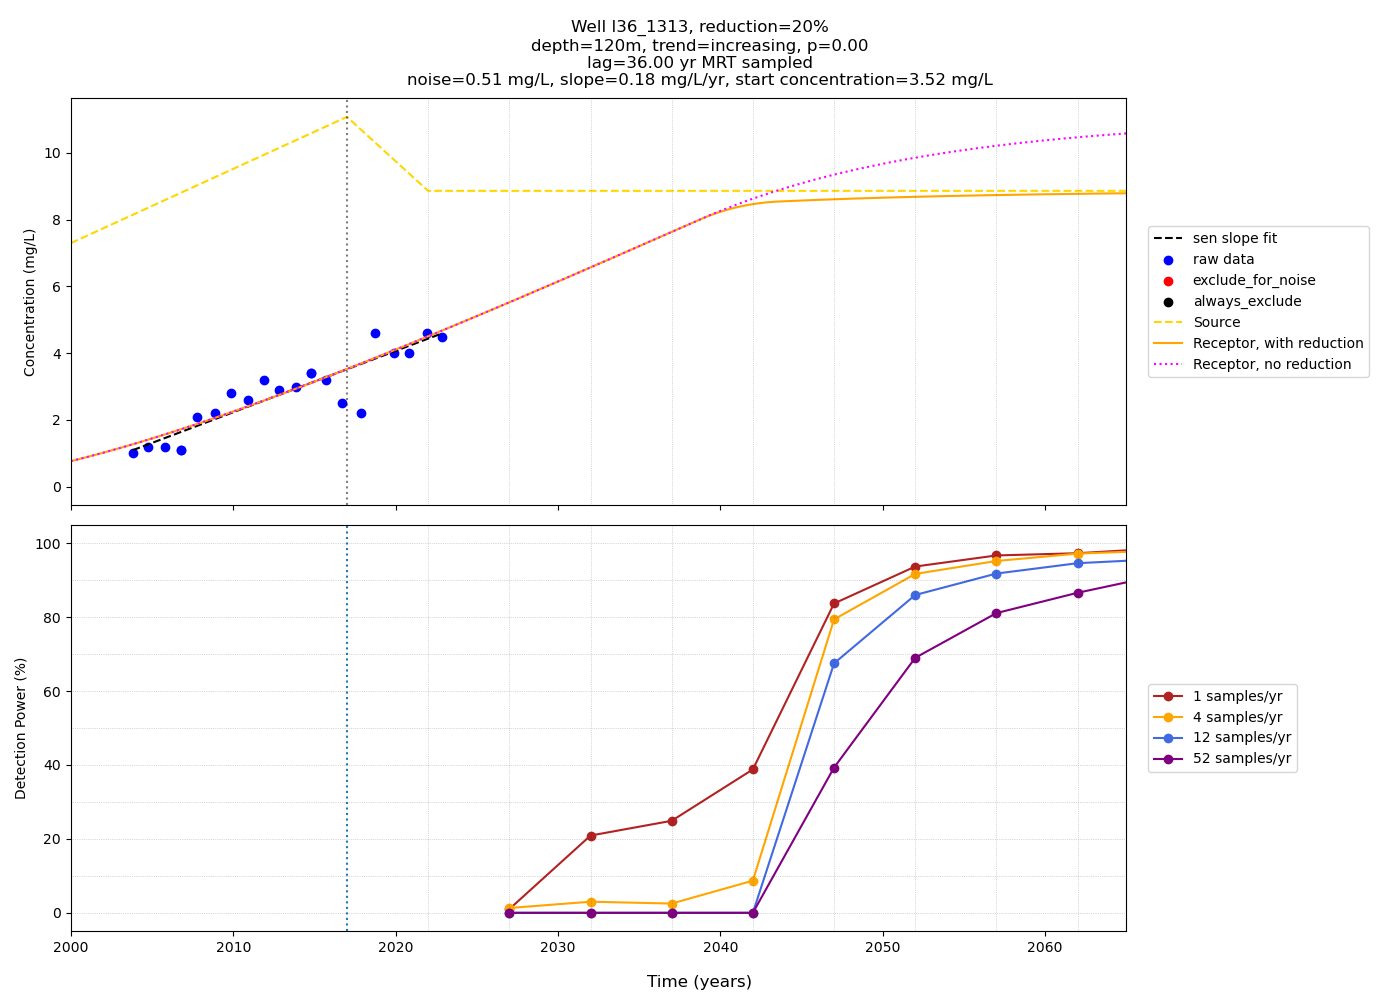 Well l36_1313, reduction=20%
depth=120m, trend=increasing, p=0.00
lag=36.00 yr MRT sampled
noise=0.51 mg/L, slope=0.18 mg/L/yr, start concentration=3.52 mg/L
Concentration (mg/L)
10
8
6
4
2
0
sen slope fit
raw data
exclude_for_noise
always_exclude
Source
Receptor, with reduction
Receptor, no reduction
Detection Power (%)
100
80
60
40
20
0
1 samples/yr
4 samples/yr
12 samples/yr
52 samples/yr
2000 2010 2020 2030 2040 2050 2060
Time (years)